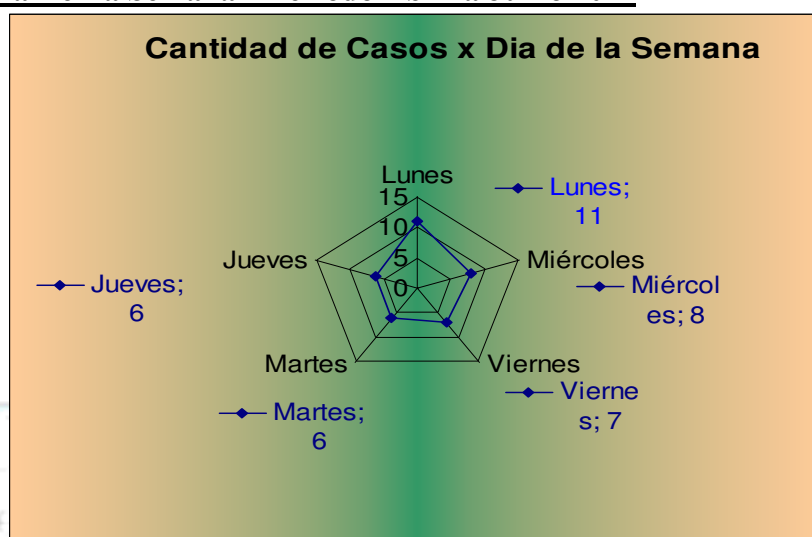 Cantidad de Casos x Dia de la Semana
Lunes
15
10
5
0
Miércoles
Viernes
Martes
Jueves
Lunes;
11
Miércol
es; 8
Vierne
s; 7
Martes;
6
Jueves;
6